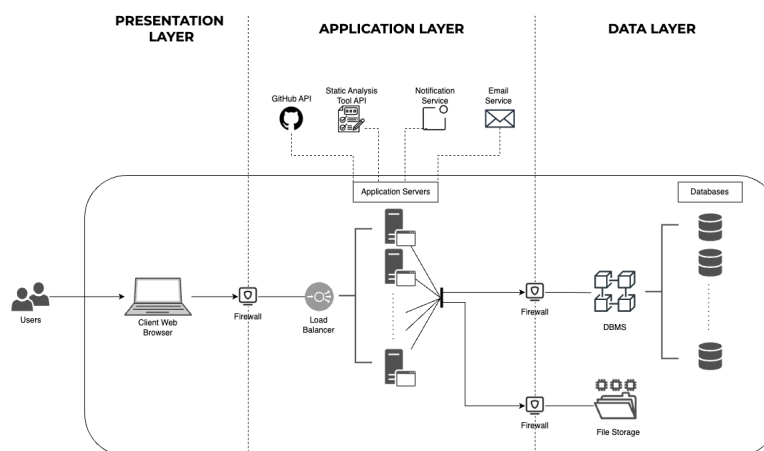 PRESENTATION
LAYER
APPLICATION LAYER
DATA LAYER
GitHub API
Static Analysis
Tool API
Notification
Service
Email
Service
Application Servers
Databases
Users
Client Web
Browser
Firewall
Load
Balancer
Firewall
DBMS
Firewall
File Storage